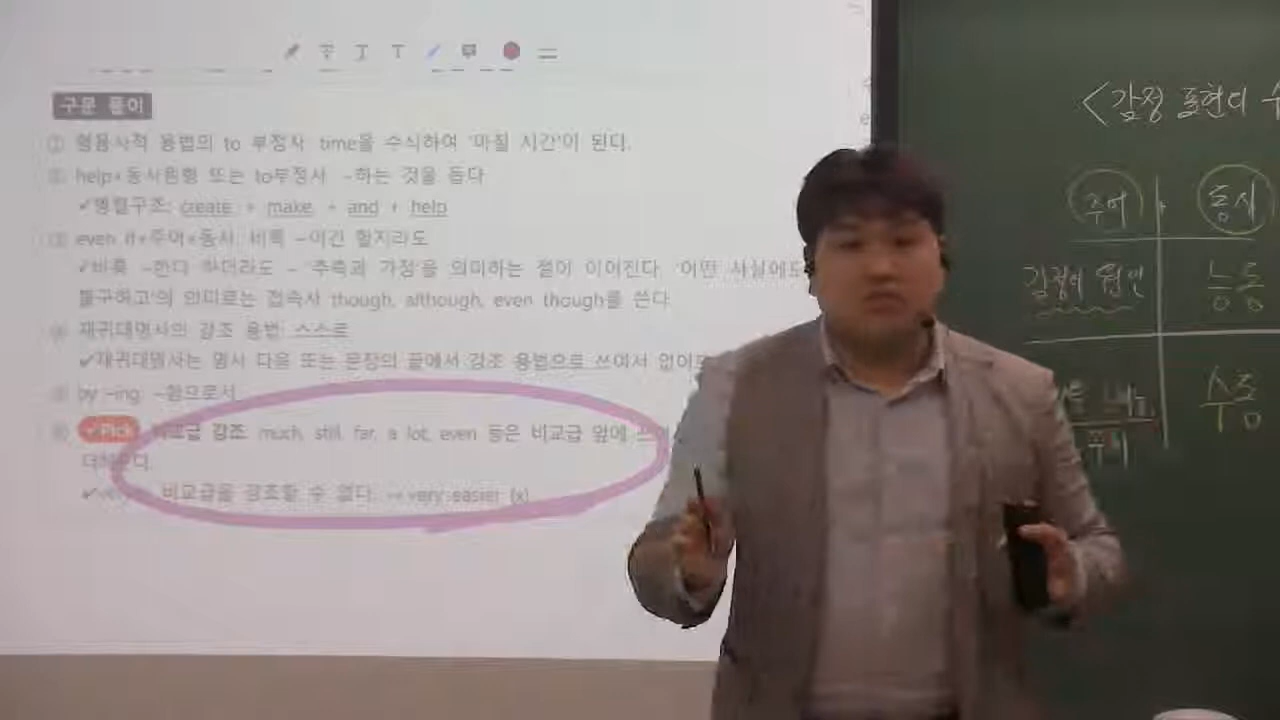 구문 풀이
① 형용사적 용법의 to 부정사 time을 수식하여 '마칠 시간'이 된다.
② help+동사원형 또는 to부정사 ~하는 것을 돕다
✓병렬구조: create + make + and + help
③ even if+주어+동사: 비록 ~이긴 할지라도
✓비록 ~한다 하더라도 - '추측과 가정'을 의미하는 절이 이어진다. '어떤 사실에도
불구하고'의 의미로는 접속사 though, although, even though를 쓴다.
④ 재귀대명사의 강조 용법: 스스로
✓재귀대명사는 명사 다음 또는 문장의 끝에서 강조 용법으로 쓰여서 없어도
⑤ by ~ing: ~함으로서
⑥ ✓Pick 비교급 강조: much, still, far, a lot, even 등은 비교급 앞에
비교급을 강조할 수 없다. → very easier (x)
<감정 표현의
주어 동사
감정의 원인 능동
수동